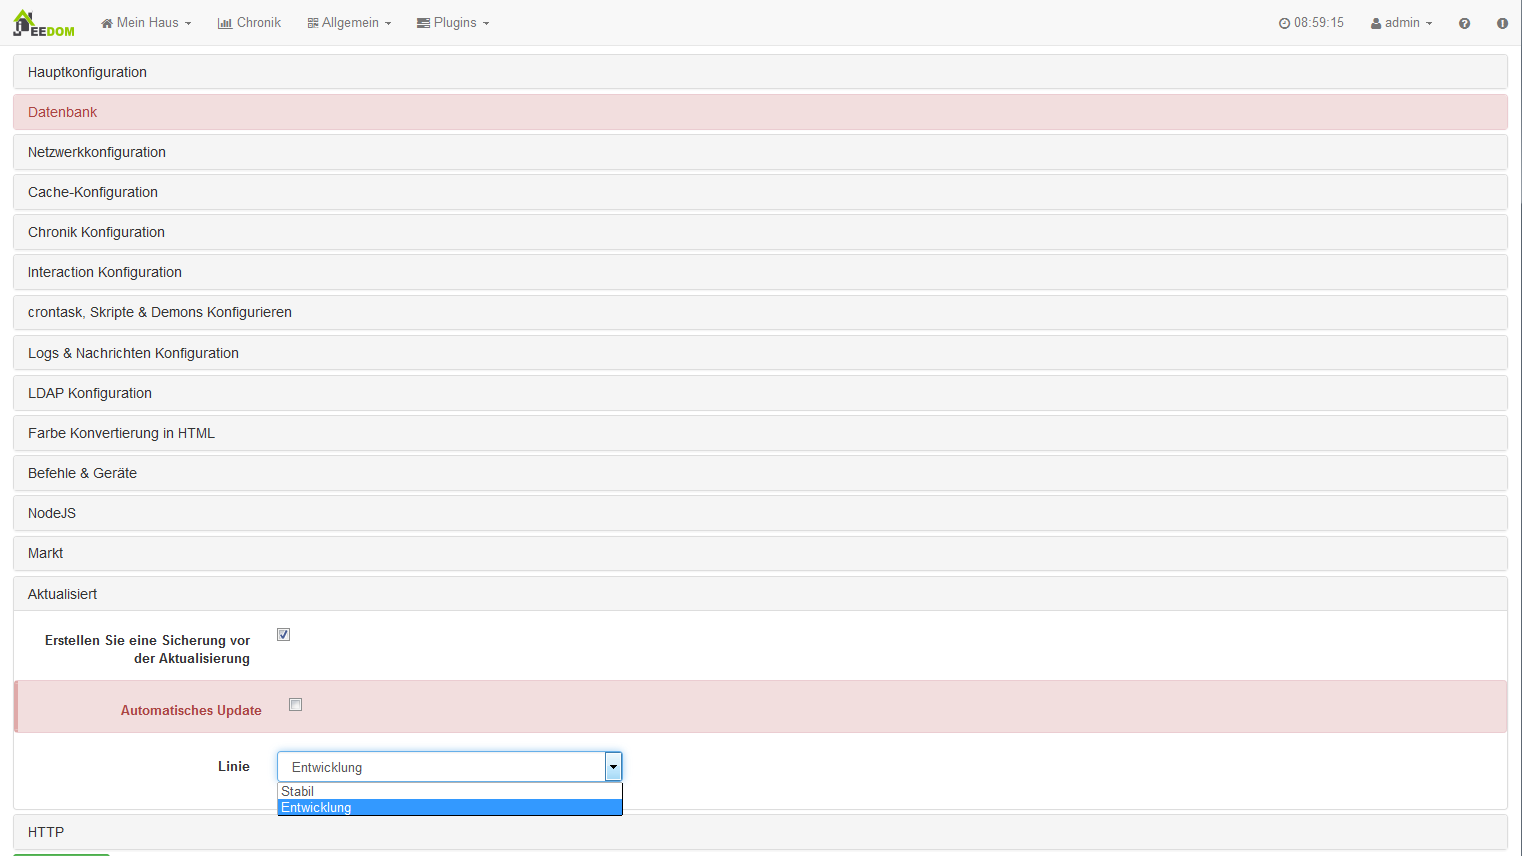 JEEDOM Mein Haus Chronik Allgemein Plugins 08:59:15 admin
Hauptkonfiguration
Datenbank
Netzwerkkonfiguration
Cache-Konfiguration
Chronik Konfiguration
Interaction Konfiguration
crontask, Skripte & Demons Konfigurieren
Logs & Nachrichten Konfiguration
LDAP Konfiguration
Farbe Konvertierung in HTML
Befehle & Geräte
NodeJS
Markt
Aktualisiert
Erstellen Sie eine Sicherung vor
der Aktualisierung
Automatisches Update
Linie Entwicklung
Stabil
Entwicklung
HTTP